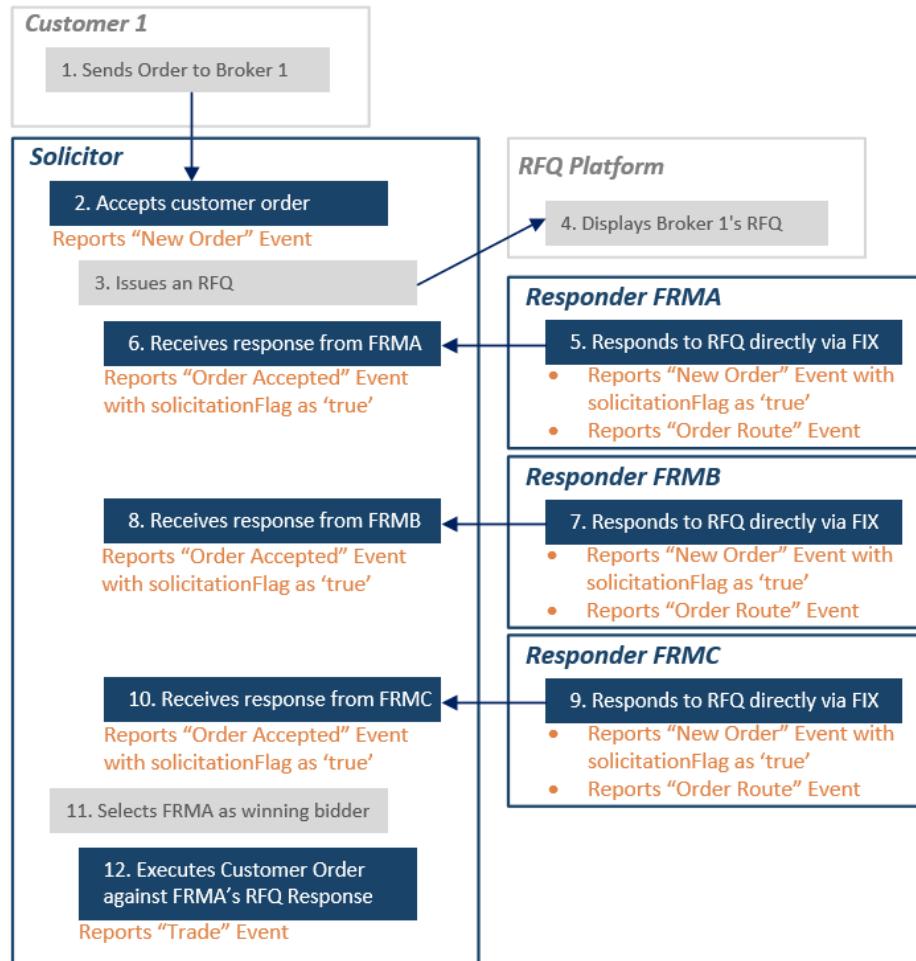 Customer 1
1. Sends Order to Broker 1
Solicitor
2. Accepts customer order
Reports “New Order” Event
3. Issues an RFQ
RFQ Platform
4. Displays Broker 1's RFQ
Responder FRMA
5. Responds to RFQ directly via FIX
• Reports “New Order” Event with
solicitationFlag as ‘true’
• Reports “Order Route” Event
6. Receives response from FRMA
Reports “Order Accepted” Event
with solicitationFlag as ‘true’
Responder FRMB
7. Responds to RFQ directly via FIX
• Reports “New Order” Event with
solicitationFlag as ‘true’
• Reports “Order Route” Event
8. Receives response from FRMB
Reports “Order Accepted” Event
with solicitationFlag as ‘true’
Responder FRMC
9. Responds to RFQ directly via FIX
• Reports “New Order” Event with
solicitationFlag as ‘true’
• Reports “Order Route” Event
10. Receives response from FRMC
Reports “Order Accepted” Event
with solicitationFlag as ‘true’
11. Selects FRMA as winning bidder
12. Executes Customer Order
against FRMA’s RFQ Response
Reports “Trade” Event